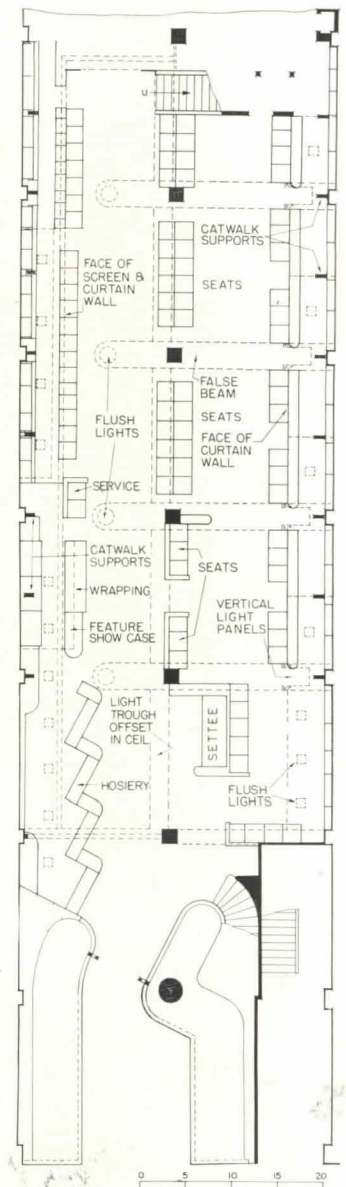 U
CATWALK
SUPPORTS
FACE OF
SCREEN &
CURTAIN
WALL
SEATS
FALSE
BEAM
FLUSH
LIGHTS
SEATS
FACE OF
CURTAIN
WALL
SERVICE
CATWALK
SUPPORTS
SEATS
WRAPPING
VERTICAL
LIGHT
PANELS
FEATURE
SHOW CASE
LIGHT
TROUGH
OFFSET
IN CEIL
SETTEE
HOSIERY
FLUSH
LIGHTS
0 5 10 15 20